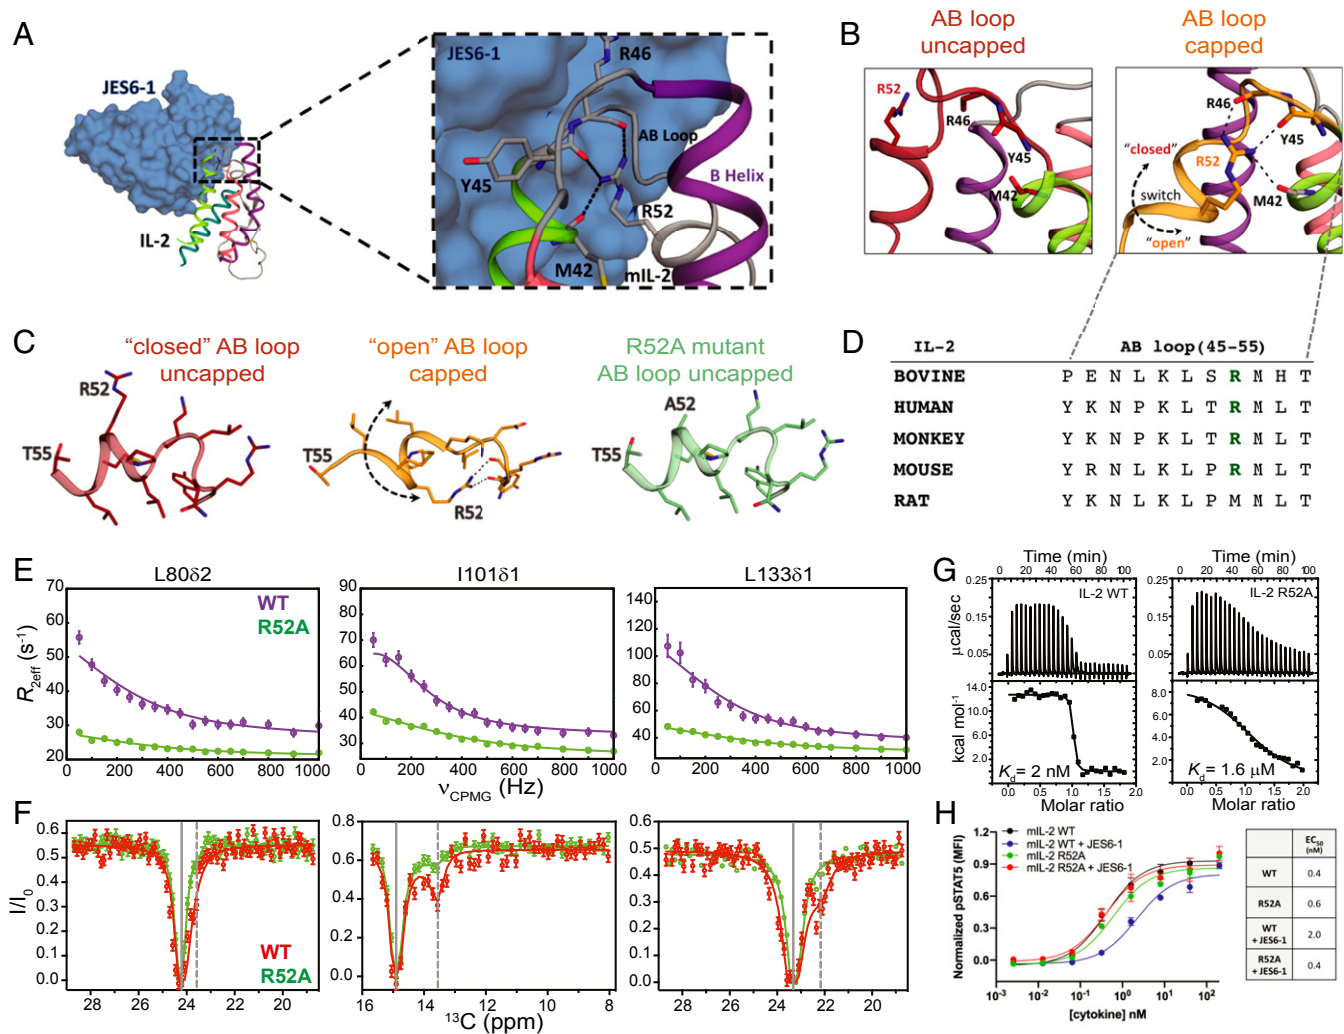 A
JES6-1
IL-2
JES6-1
R46
AB Loop
Y45
B Helix
R52
M42
mIL-2
B
AB loop
uncapped
AB loop
capped
R52
R46
Y45
M42
R46
Y45
"closed"
R52
switch
M42
"open"
C
"closed" AB loop
uncapped
"open" AB loop
capped
R52A mutant
AB loop uncapped
R52
T55
T55
R52
A52
T55
D
IL-2 AB loop(45-55)
BOVINE P E N L K L S R N H T
HUMAN Y K N P K L T R N L T
MONKEY Y K N P K L T R N L T
MOUSE Y R N L K L P R N L T
RAT Y K N L K L P M N L T
E
L80δ2 I101δ1 L133δ1
WT
R52A
R2eff (s-1)
70
60
50
40
30
20
90
70
50
30
140
120
100
80
60
40
0 200 400 600 800 1000
0 200 400 600 800 1000
0 200 400 600 800 1000
νCPMG (Hz)
F
I/I0
0.6
0.5
0.4
0.3
0.2
0.1
0.0
0.8
0.6
0.4
0.2
0.0
0.6
0.5
0.4
0.3
0.2
0.1
0.0
WT
R52A
28 26 24 22 20
16 14 12 10 8
28 26 24 22 20
13C (ppm)
G
Time (min)
0 20 40 60 80 100
Time (min)
0 20 40 60 80 100
IL-2 WT
IL-2 R52A
µcal/sec
0.25
0.15
0.05
0.25
0.15
0.05
kcal mol-1
14.0
12.0
8.0
4.0
0.0
8.0
6.0
4.0
2.0
0.0
Kd= 2 nM
Kd= 1.6 µM
0.0 0.5 1.0 1.5 2.0
0.0 0.5 1.0 1.5 2.0
Molar ratio
Molar ratio
H
Normalized pSTAT5 (MFI)
1.2
0.9
0.6
0.3
0.0
mIL-2 WT
mIL-2 WT + JES6-1
mIL-2 R52A
mIL-2 R52A + JES6-1
10-3 10-2 10-1 100 101 102
[cytokine] nM
EC50
(nM)
WT 0.4
R52A 0.6
WT
+ JES6-1 2.0
R52A
+ JES6-1 0.4